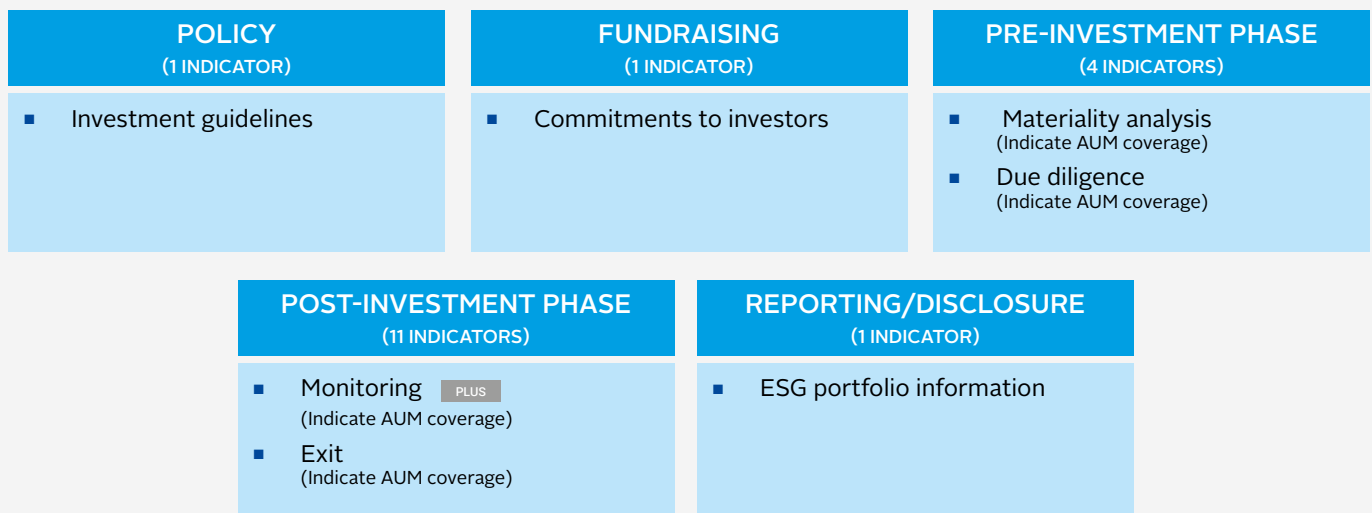 POLICY
(1 INDICATOR)
■ Investment guidelines
FUNDRAISING
(1 INDICATOR)
■ Commitments to investors
PRE-INVESTMENT PHASE
(4 INDICATORS)
■ Materiality analysis
(Indicate AUM coverage)
■ Due diligence
(Indicate AUM coverage)
POST-INVESTMENT PHASE
(11 INDICATORS)
■ Monitoring PLUS
(Indicate AUM coverage)
■ Exit
(Indicate AUM coverage)
REPORTING/DISCLOSURE
(1 INDICATOR)
■ ESG portfolio information